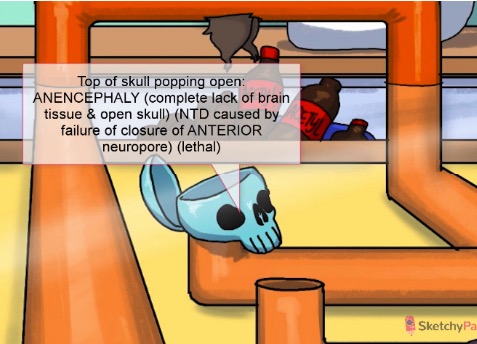 Top of skull popping open:
ANENCEPHALY (complete lack of brain
tissue & open skull) (NTD caused by
failure of closure of ANTERIOR
neuropore) (lethal)
SketchyPa